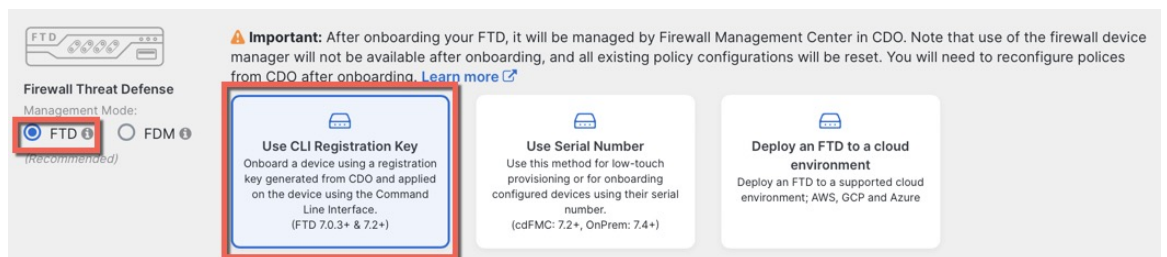 FTD
Firewall Threat Defense
Management Mode:
FTD
FDM
(Recommended)
Important: After onboarding your FTD, it will be managed by Firewall Management Center in CDO. Note that use of the firewall device
manager will not be available after onboarding, and all existing policy configurations will be reset. You will need to reconfigure polices
from CDO after onboarding. Learn more
Use CLI Registration Key
Onboard a device using a registration
key generated from CDO and applied
on the device using the Command
Line Interface.
(FTD 7.0.3+ & 7.2+)
Use Serial Number
Use this method for low-touch
provisioning or for onboarding
configured devices using their serial
number.
(cdFMC: 7.2+, OnPrem: 7.4+)
Deploy an FTD to a cloud
environment
Deploy an FTD to a supported cloud
environment; AWS, GCP and Azure